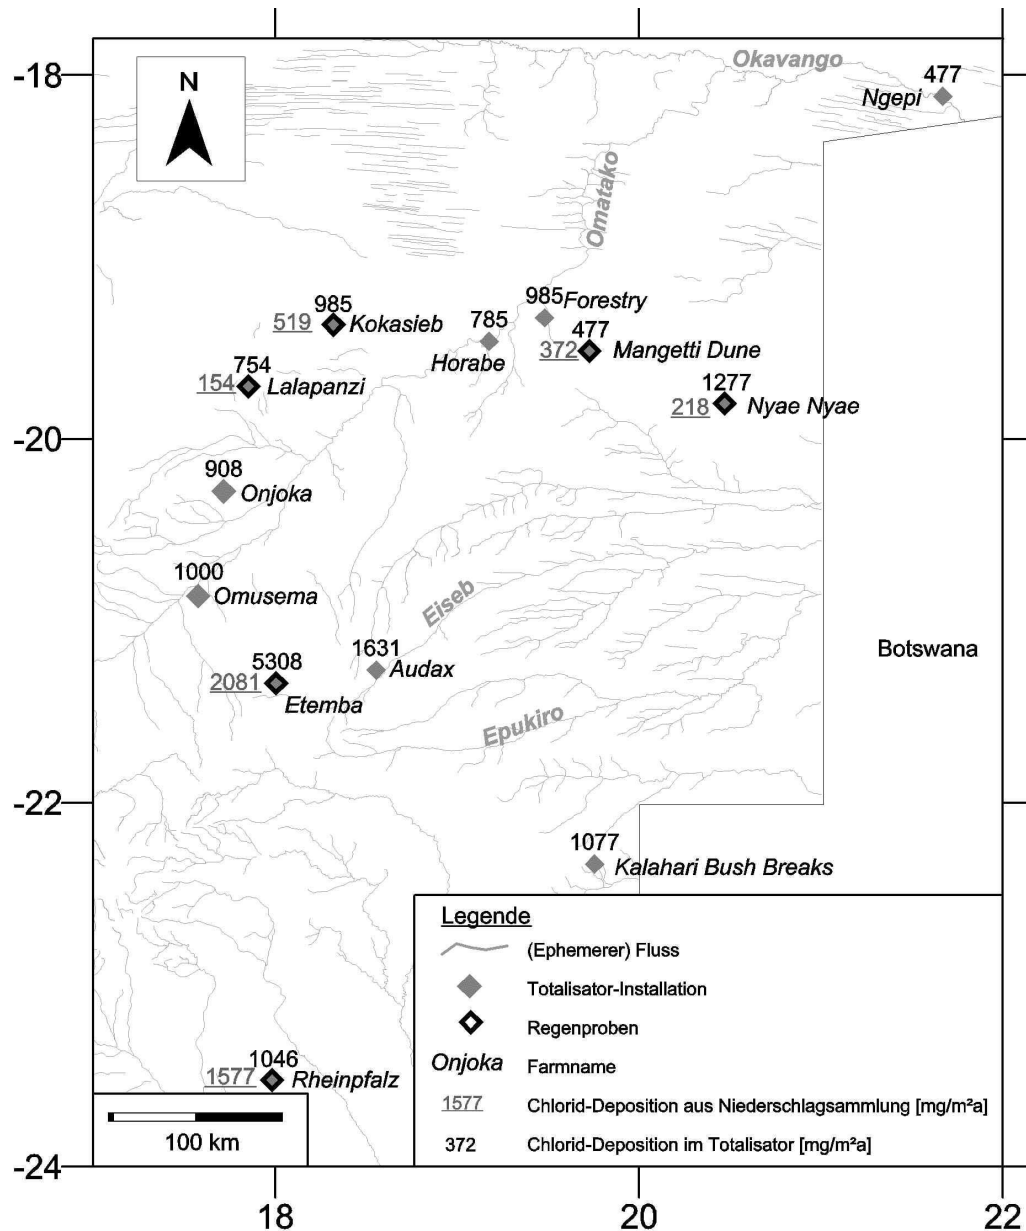 Okavango
-18
N
477
Ngepi
Omatako
985
Forestry
985
519
Kokasieb
785
Horabe
477
372
Mangetti Dune
754
154
Lalapanzi
1277
218
Nyae Nyae
-20
908
Onjoka
1000
Omusema
Eiseb
1631
Audax
Botswana
5308
2081
Etemba
Epukiro
-22
1077
Kalahari Bush Breaks
Legende
(Ephemerer) Fluss
Totalisator-Installation
Regenproben
Onjoka Farmname
1577 Chlorid-Deposition aus Niederschlagsammlung [mg/m²a]
372 Chlorid-Deposition im Totalisator [mg/m²a]
1046
1577
Rheinpfalz
100 km
-24
18 20 22